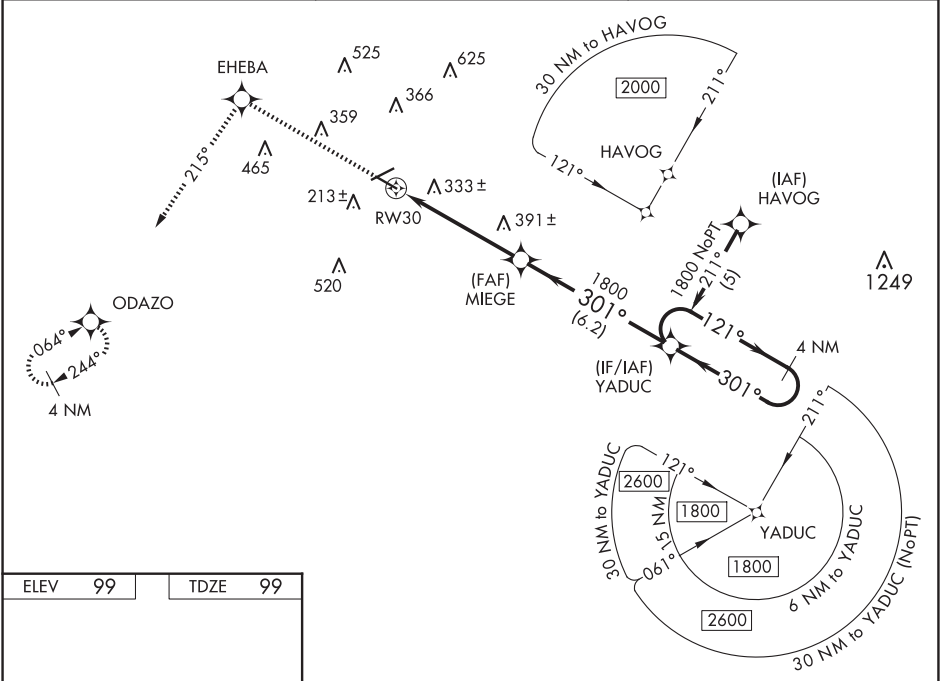 525
625
EHEBA
366
359
465
215°
213±
333±
RW30
391±
520
(FAF)
MIEGE
ODAZO
064°
244°
4 NM
30 NM to HAVOG
2000
211°
HAVOG
121°
(IAF)
HAVOG
1800 NoPT
211°
(5)
1249
1800
301°
(6.2)
121°
4 NM
(IF/IAF)
YADUC
301°
211°
30 NM to YADUC
121°
2600
15 NM
1800
YADUC
061°
1800
6 NM to YADUC
2600
30 NM to YADUC (NoPT)
ELEV 99
TDZE 99